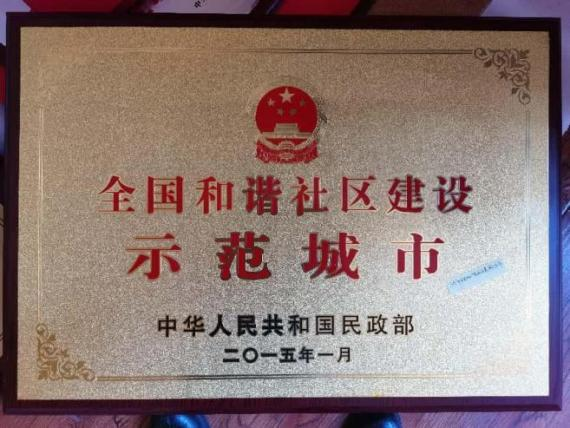 全国和谐社区建设
示范城市
中华人民共和国民政部
二〇一五年一月